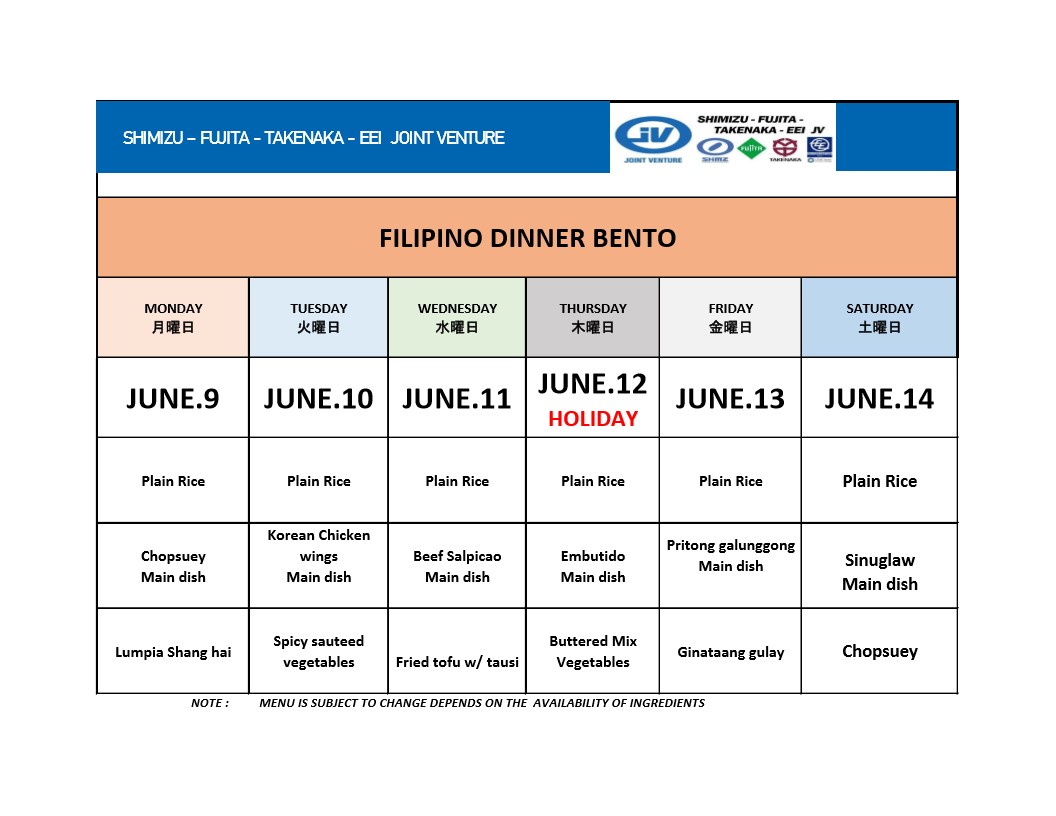 SHIMIZU – FUJITA - TAKENAKA - EEI JOINT VENTURE
JV
JOINT VENTURE
SHIMIZU - FUJITA -
TAKENAKA - EEI JV
SHIMZ
FUJITA
TAKENAKA
FILIPINO DINNER BENTO
MONDAY TUESDAY WEDNESDAY THURSDAY FRIDAY SATURDAY
月曜日 火曜日 水曜日 木曜日 金曜日 土曜日
JUNE.9 JUNE.10 JUNE.11 JUNE.12 JUNE.13 JUNE.14
HOLIDAY
Plain Rice Plain Rice Plain Rice Plain Rice Plain Rice Plain Rice
Chopsuey
Main dish
Korean Chicken
wings
Main dish
Beef Salpicao
Main dish
Embutido
Main dish
Pritong galunggong
Main dish
Sinuglaw
Main dish
Lumpia Shang hai
Spicy sauteed
vegetables
Fried tofu w/ tausi
Buttered Mix
Vegetables
Ginataang gulay
Chopsuey
NOTE : MENU IS SUBJECT TO CHANGE DEPENDS ON THE AVAILABILITY OF INGREDIENTS